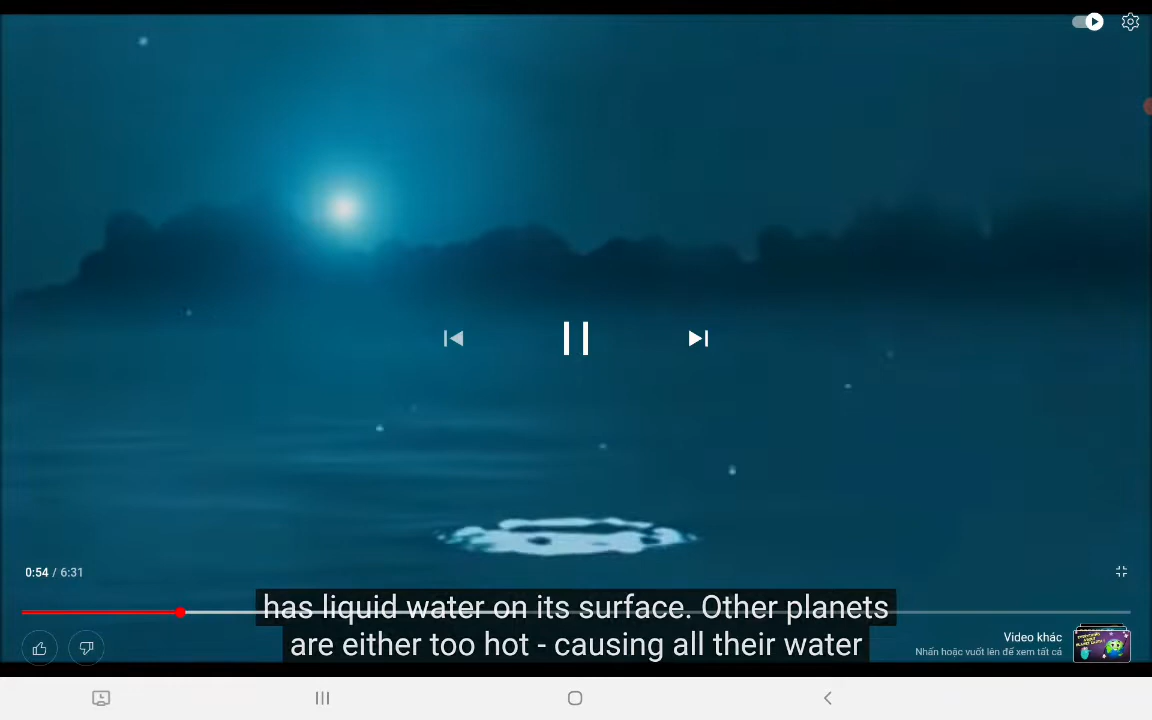 0:54 / 6:31
has liquid water on its surface. Other planets
are either too hot - causing all their water
Video khác
Nhấn hoặc vuốt lên để xem tất cả